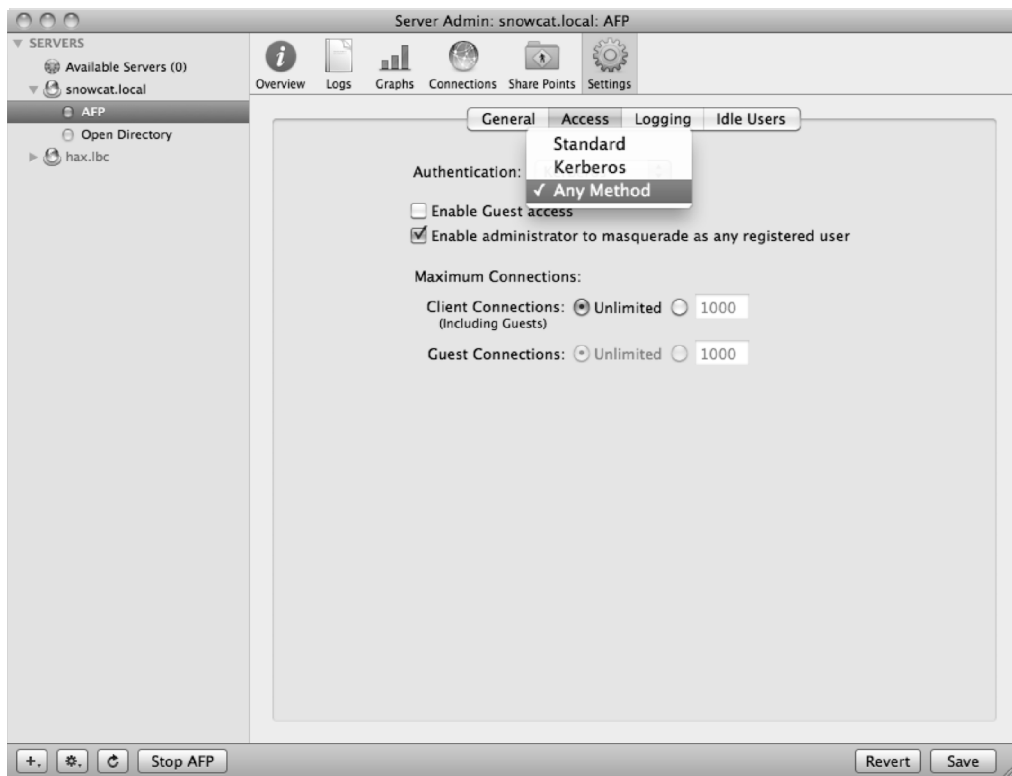 Server Admin: snowcat.local: AFP
SERVERS
Available Servers (0)
snowcat.local
AFP
Open Directory
hax.lbc
Overview Logs Graphs Connections Share Points Settings
General Access Logging Idle Users
Standard
Kerberos
Authentication:
✓ Any Method
Enable Guest access
Enable administrator to masquerade as any registered user
Maximum Connections:
Client Connections: Unlimited 1000
(Including Guests)
Guest Connections: Unlimited 1000
Stop AFP Revert Save